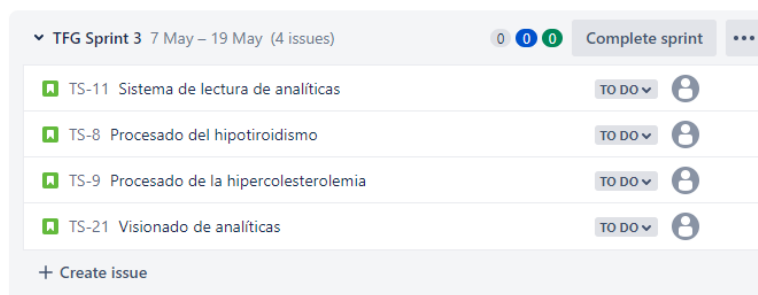 TFG Sprint 3 7 May – 19 May (4 issues) 0 0 0 Complete sprint
TS-11 Sistema de lectura de analíticas TO DO
TS-8 Procesado del hipotiroidismo TO DO
TS-9 Procesado de la hipercolesterolemia TO DO
TS-21 Visionado de analíticas TO DO
+ Create issue